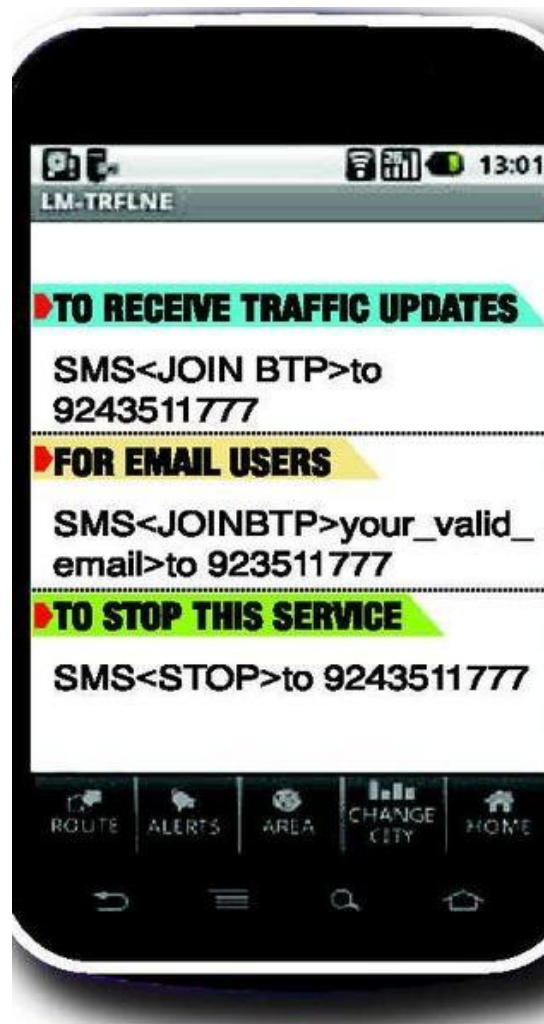 13:01
LM-TRFLNE
TO RECEIVE TRAFFIC UPDATES
SMS<JOIN BTP>to
9243511777
FOR EMAIL USERS
SMS<JOINBTP>your_valid_
email>to 923511777
TO STOP THIS SERVICE
SMS<STOP>to 9243511777
ROUTE ALERTS AREA CHANGE HOME
CITY